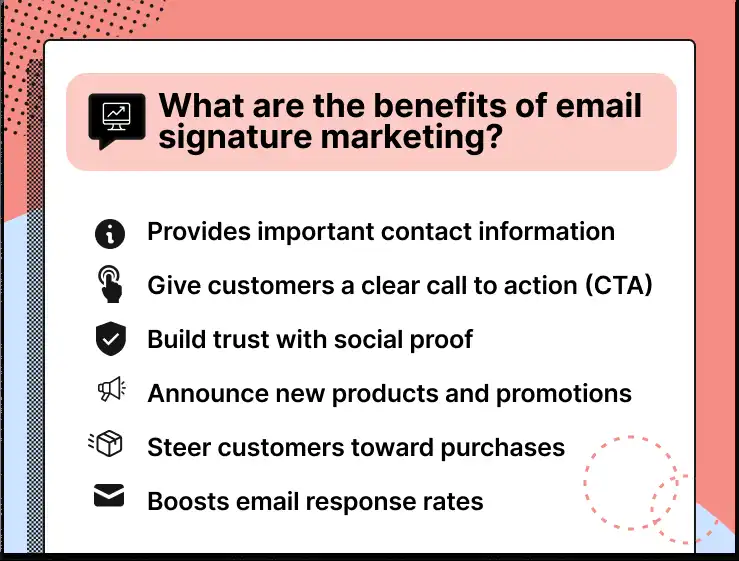 What are the benefits of email
signature marketing?
Provides important contact information
Give customers a clear call to action (CTA)
Build trust with social proof
Announce new products and promotions
Steer customers toward purchases
Boosts email response rates